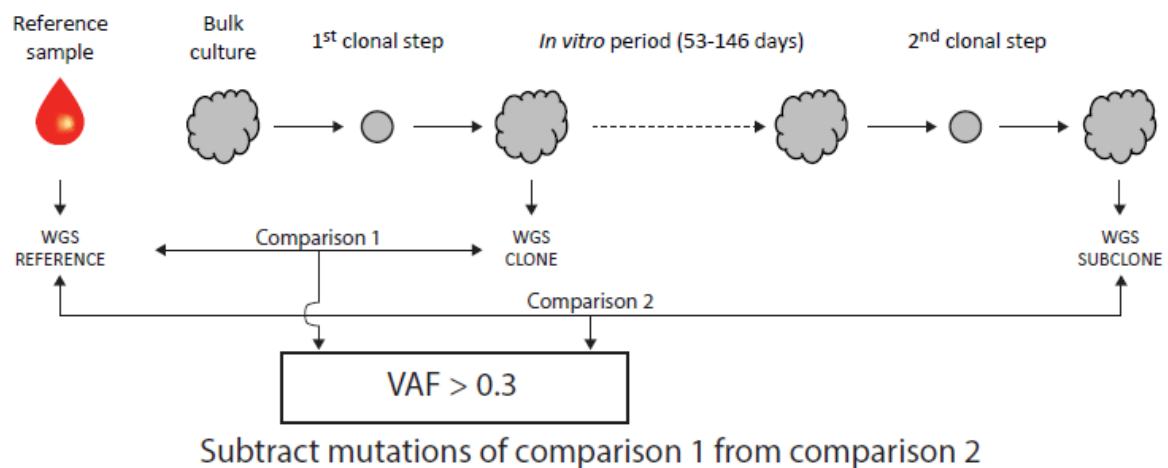 Reference
sample
Bulk
culture
1st clonal step
In vitro period (53-146 days)
2nd clonal step
WGS
REFERENCE
Comparison 1
WGS
CLONE
WGS
SUBCLONE
Comparison 2
VAF > 0.3
Subtract mutations of comparison 1 from comparison 2